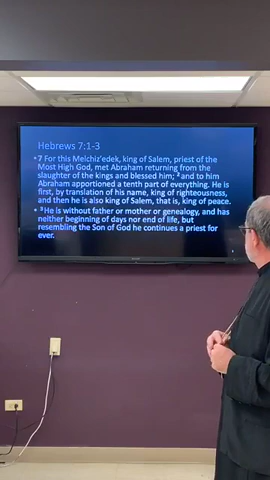 Hebrews 7:1-3
• 7 For this Melchiz'edek, king of Salem, priest of the
Most High God, met Abraham returning from the
slaughter of the kings and blessed him; ² and to him
Abraham apportioned a tenth part of everything. He is
first, by translation of his name, king of righteousness,
and then he is also king of Salem, that is, king of peace.
• ³ He is without father or mother or genealogy, and has
neither beginning of days nor end of life, but
resembling the Son of God he continues a priest for
ever.